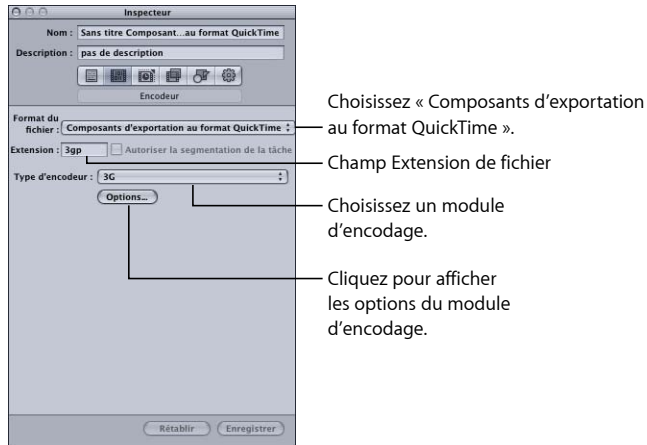 Inspecteur
Nom : Sans titre Composant...au format QuickTime
Description : pas de description
Encodeur
Format du
fichier : Composants d'exportation au format QuickTime
Extension : 3gp Autoriser la segmentation de la tâche
Type d'encodeur : 3G
Options...
Rétablir Enregistrer
Choisissez « Composants d'exportation
au format QuickTime ».
Champ Extension de fichier
Choisissez un module
d'encodage.
Cliquez pour afficher
les options du module
d'encodage.